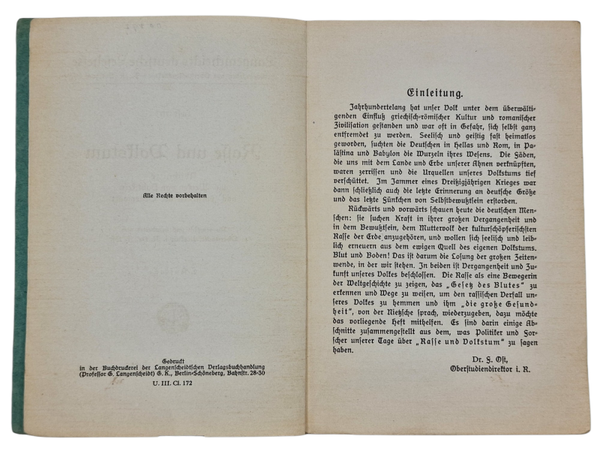 Rasse und Volkstum
Alle Rechte vorbehalten
Gedruckt
in der Buchdruckerei der Langenscheidtschen Verlagsbuchhandlung
(Professor G. Langenscheidt) G. K., Berlin-Schöneberg, Bahnstr. 28-30
U. III. Cl. 172
Einleitung.
Jahrhundertelang hat unser Volk unter dem überwälti-
genden Einfluß griechisch-römischer Kultur und romanischer
Zivilisation gestanden und war oft in Gefahr, sich selbst ganz
entfremdet zu werden. Seelisch und geistig fast heimatlos
geworden, suchten die Deutschen in Hellas und Rom, in Pa-
lästina und Babylon die Wurzeln ihres Wesens. Die Fäden,
die uns mit dem Lande und Erbe unserer Ahnen verknüpften,
waren zerrissen und die Urquellen unseres Volkstums tief
verschüttet. Im Jammer eines Dreißigjährigen Krieges war
dann schließlich auch die letzte Erinnerung an deutsche Größe
und das letzte Fünkchen von Selbstbewußtsein erstorben.
Rückwärts und vorwärts schauen heute die deutschen Men-
schen: sie suchen Kraft in ihrer großen Vergangenheit und
in dem Bewußtsein, dem Muttervolk der kulturschöpferischsten
Rasse der Erde anzugehören, und wollen sich seelisch und leib-
lich erneuern aus dem ewigen Quell des eigenen Volkstums.
Blut und Boden! Das ist darum die Losung der großen Zeiten-
wende, in der wir stehen. In beiden ist Vergangenheit und Zu-
kunft unseres Volkes beschlossen. Die Rasse als eine Bewegerin
der Weltgeschichte zu zeigen, das „Gesetz des Blutes" zu
erkennen und Wege zu weisen, um den rassischen Verfall un-
seres Volkes zu hemmen und ihm „die große Gesund-
heit", von der Nietzsche sprach, wiederzugeben, dazu möchte
das vorliegende Heft mithelfen. Es sind darin einige Ab-
schnitte zusammengestellt aus dem, was Politiker und For-
scher unserer Tage über „Rasse und Volkstum" zu sagen
haben.
Dr. F. Ost,
Oberstudiendirektor i. R.